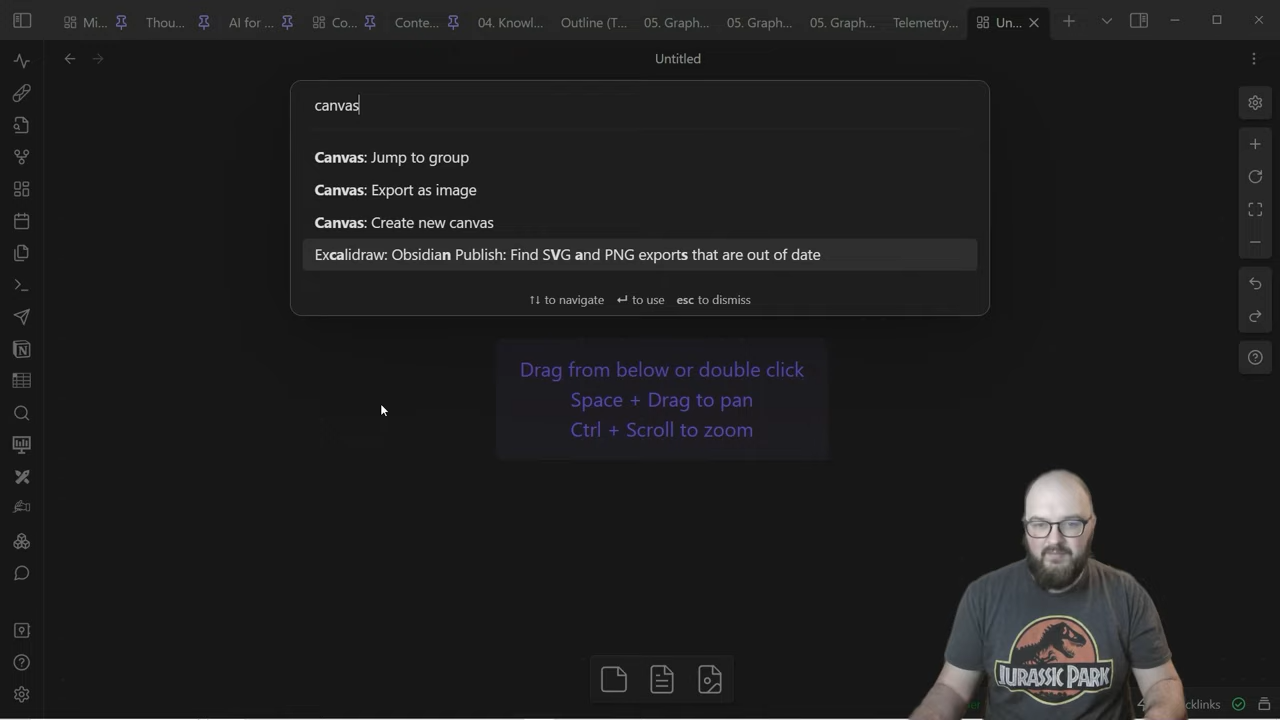 Mi...
Thou...
AI for ...
Co...
Conte...
04. Knowl...
Outline (T...
05. Graph...
05. Graph...
05. Graph...
Telemetry...
Un...
Untitled
canvas
Canvas: Jump to group
Canvas: Export as image
Canvas: Create new canvas
Excalidraw: Obsidian Publish: Find SVG and PNG exports that are out of date
↑↓ to navigate ↵ to use esc to dismiss
Drag from below or double click
Space + Drag to pan
Ctrl + Scroll to zoom
JURASSIC PARK